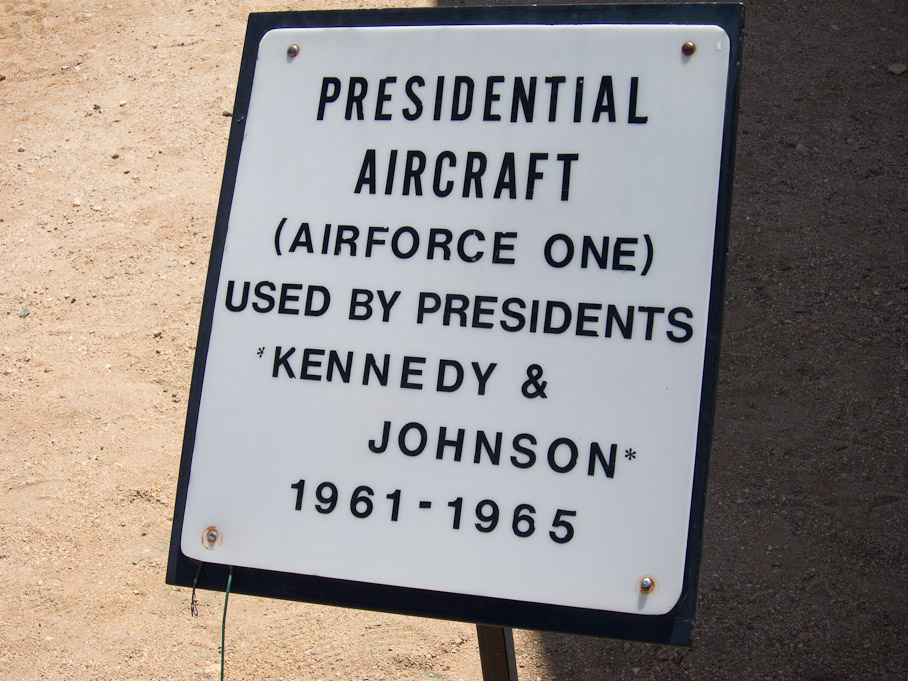 PRESIDENTIAL
AIRCRAFT
(AIRFORCE ONE)
USED BY PRESIDENTS
*KENNEDY &
JOHNSON*
1961-1965